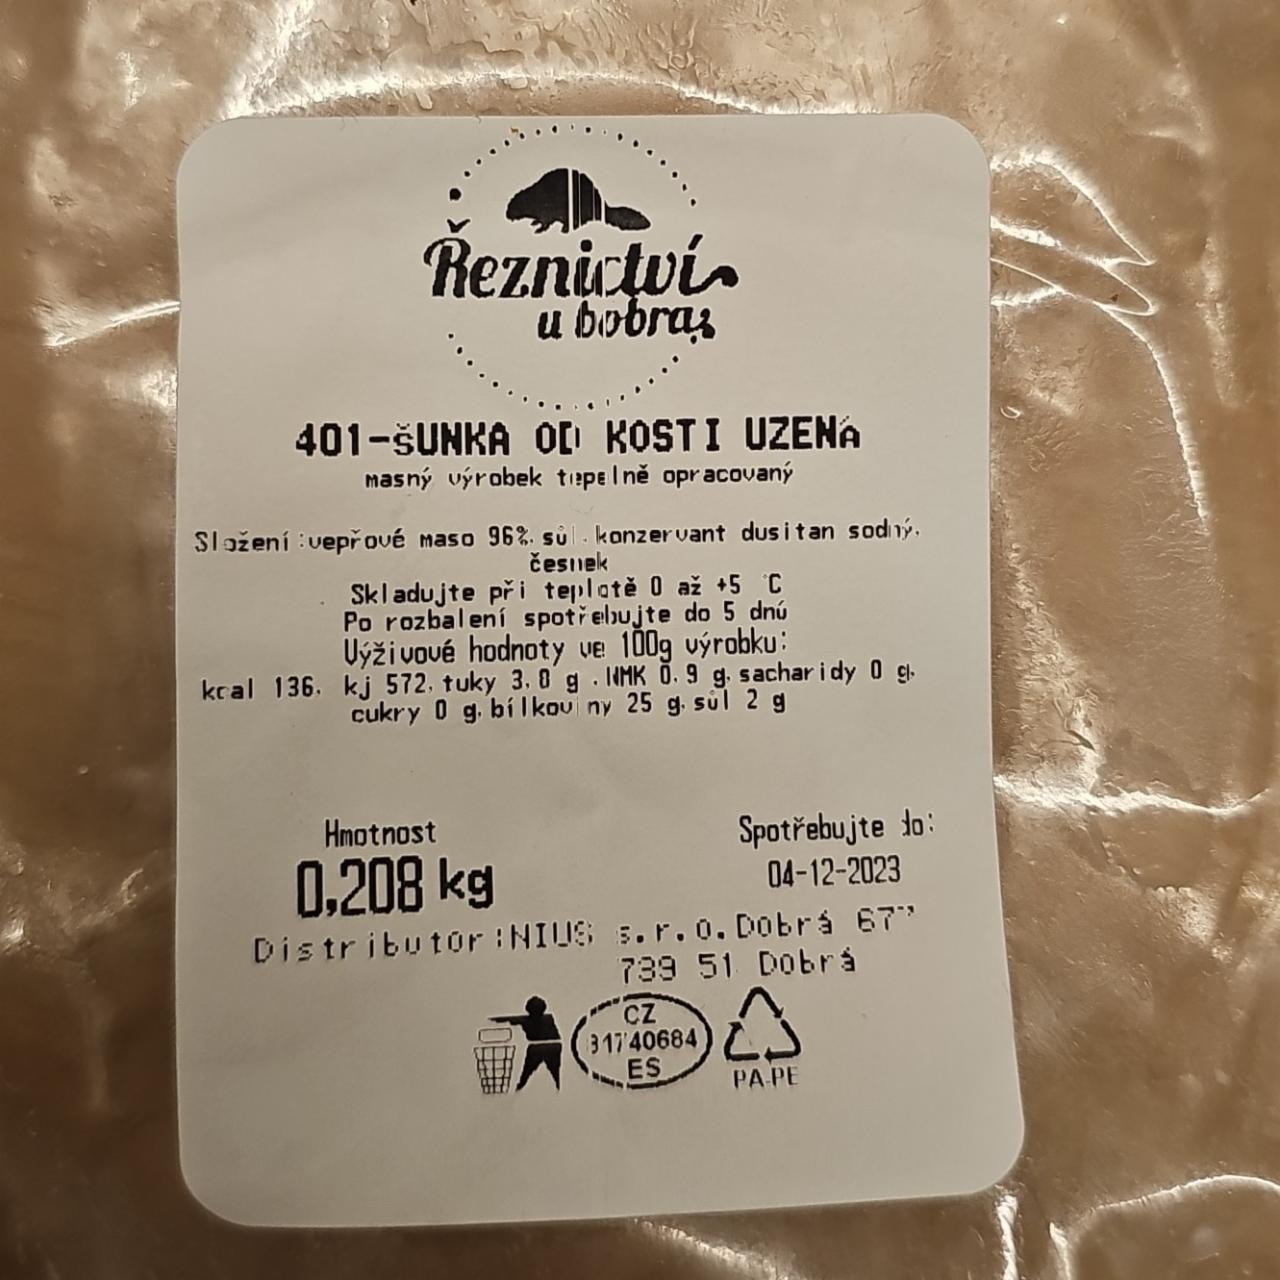 Řeznictví
u bobra
401-ŠUNKA OD KOSTI UZENÁ
masný výrobek tepelně opracovaný
Složení:vepřové maso 96%, sůl, konzervant dusitan sodný,
česnek
Skladujte při teplotě 0 až +5 °C
Po rozbalení spotřebujte do 5 dnů
Výživové hodnoty ve 100g výrobku:
kcal 136, kj 572, tuky 3,8 g, NMK 0,9 g, sacharidy 0 g,
cukry 0 g, bílkoviny 25 g, sůl 2 g
Hmotnost
0,208 kg
Spotřebujte do:
04-12-2023
Distributor:NIUS s.r.o.Dobrá
739 51 Dobrá
CZ
81740684
ES
PA-PE